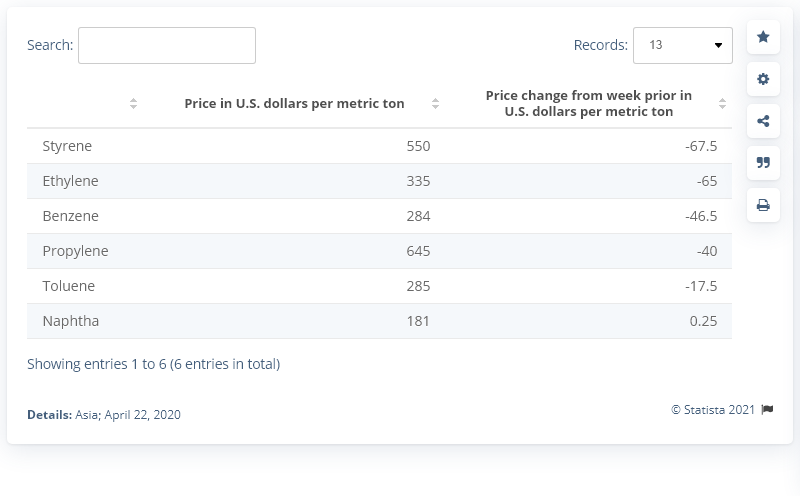 Search:
Records: 13
Price in U.S. dollars per metric ton
Price change from week prior in
U.S. dollars per metric ton
Styrene 550 -67.5
Ethylene 335 -65
Benzene 284 -46.5
Propylene 645 -40
Toluene 285 -17.5
Naphtha 181 0.25
Showing entries 1 to 6 (6 entries in total)
Details: Asia; April 22, 2020
© Statista 2021